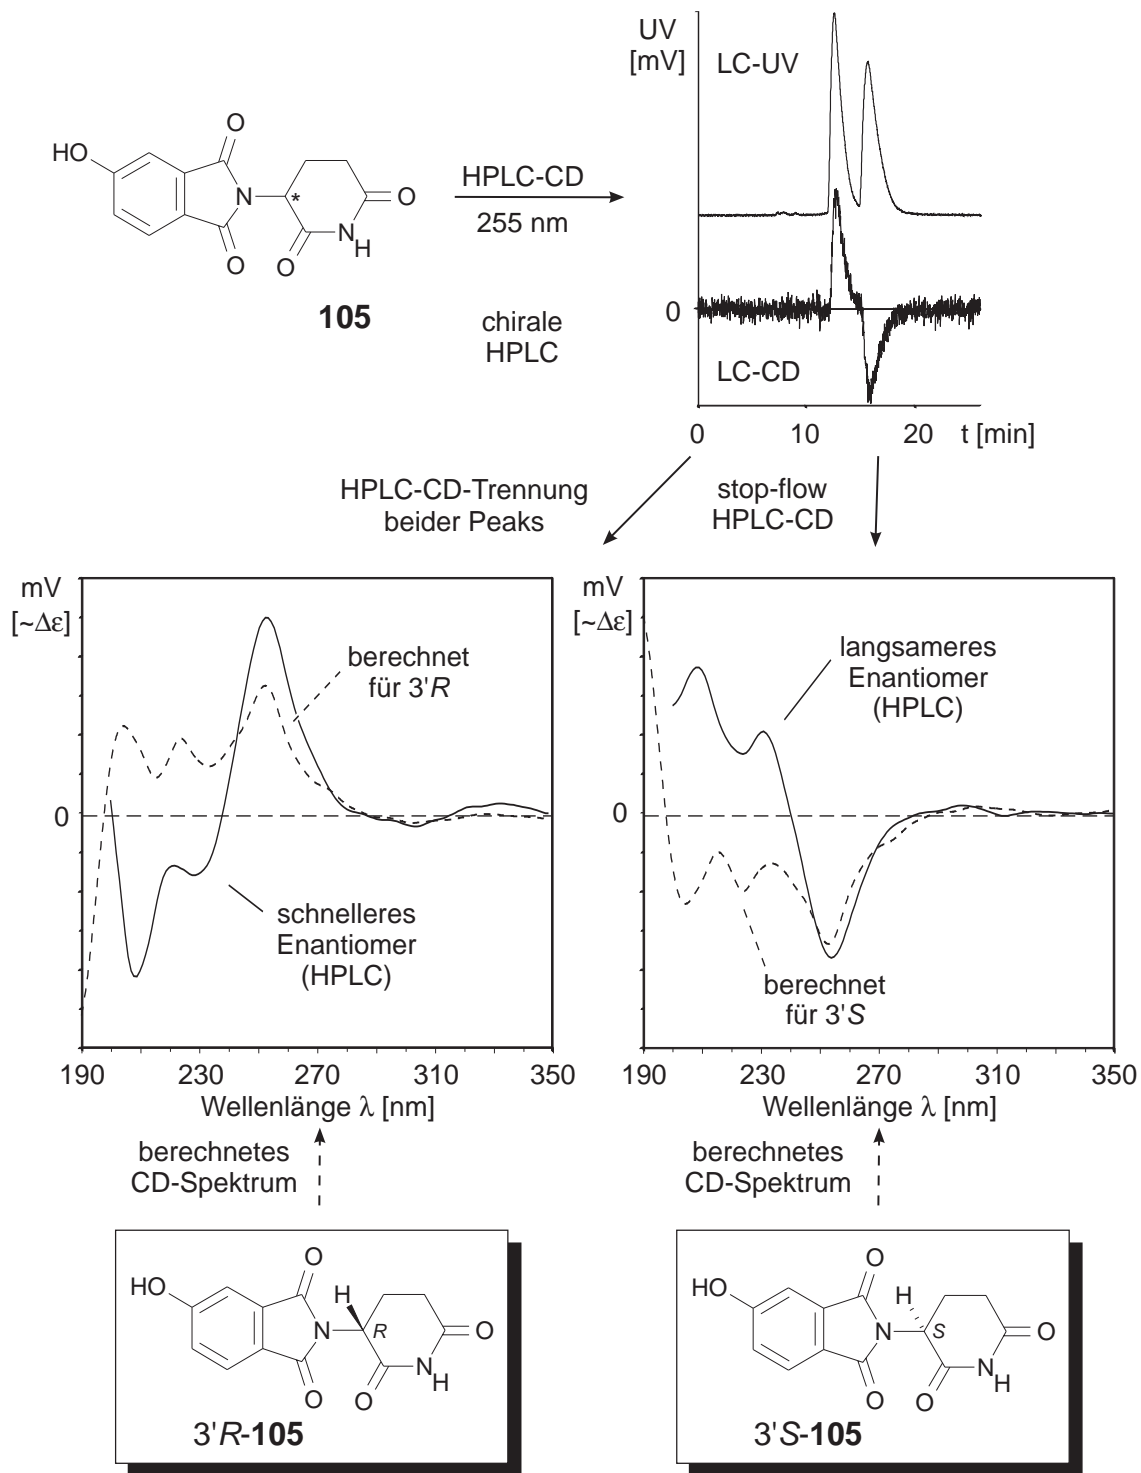 UV
[mV]
LC-UV
HO
O
N
*
O
O
O
N
H
105
HPLC-CD
255 nm
chirale
HPLC
0
LC-CD
0 10 20 t [min]
HPLC-CD-Trennung
beider Peaks
stop-flow
HPLC-CD
mV
[~Δε]
berechnet
für 3'R
0
schnelleres
Enantiomer
(HPLC)
190 230 270 310 350
Wellenlänge λ [nm]
mV
[~Δε]
langsameres
Enantiomer
(HPLC)
0
berechnet
für 3'S
190 230 270 310 350
Wellenlänge λ [nm]
berechnetes
CD-Spektrum
berechnetes
CD-Spektrum
HO
O
H
N
R
O
O
O
N
H
3'R-105
HO
O
H
N
S
O
O
O
N
H
3'S-105